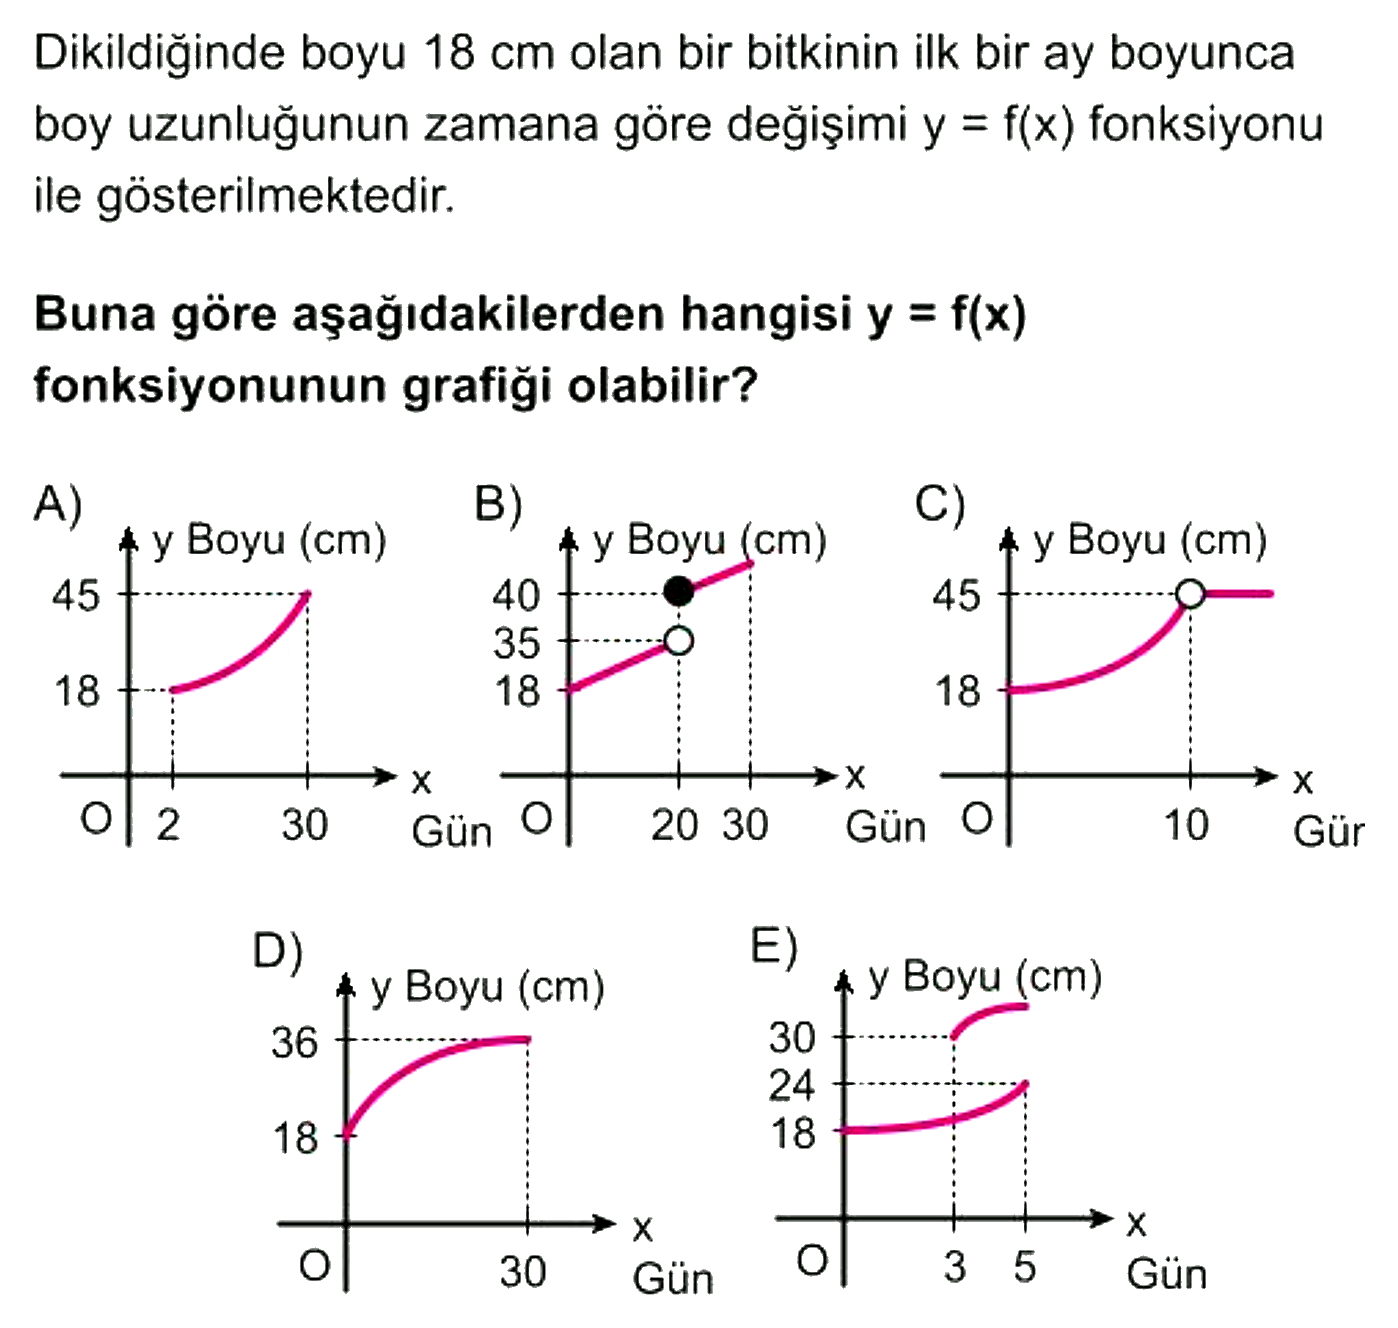 Dikildiğinde boyu 18 cm olan bir bitkinin ilk bir ay boyunca
boy uzunluğunun zamana göre değişimi y = f(x) fonksiyonu
ile gösterilmektedir.
Buna göre aşağıdakilerden hangisi y = f(x)
fonksiyonunun grafiği olabilir?
A)
y Boyu (cm)
45
18
O
2
30
x
Gün
B)
y Boyu (cm)
40
35
18
O
20
30
x
Gün
C)
y Boyu (cm)
45
18
O
10
x
Gür
D)
y Boyu (cm)
36
18
O
30
x
Gün
E)
y Boyu (cm)
30
24
18
O
3
5
x
Gün